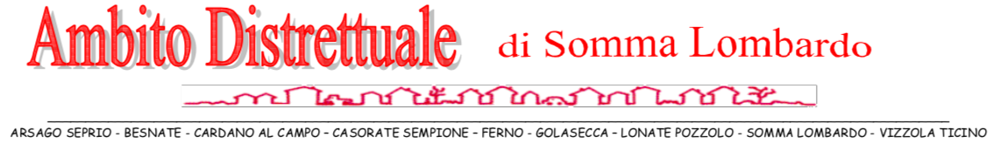 Ambito Distrettuale di Somma Lombardo
ARSAGO SEPRIO - BESNATE - CARDANO AL CAMPO – CASORATE SEMPIONE – FERNO - GOLASECCA – LONATE POZZOLO - SOMMA LOMBARDO - VIZZOLA TICINO